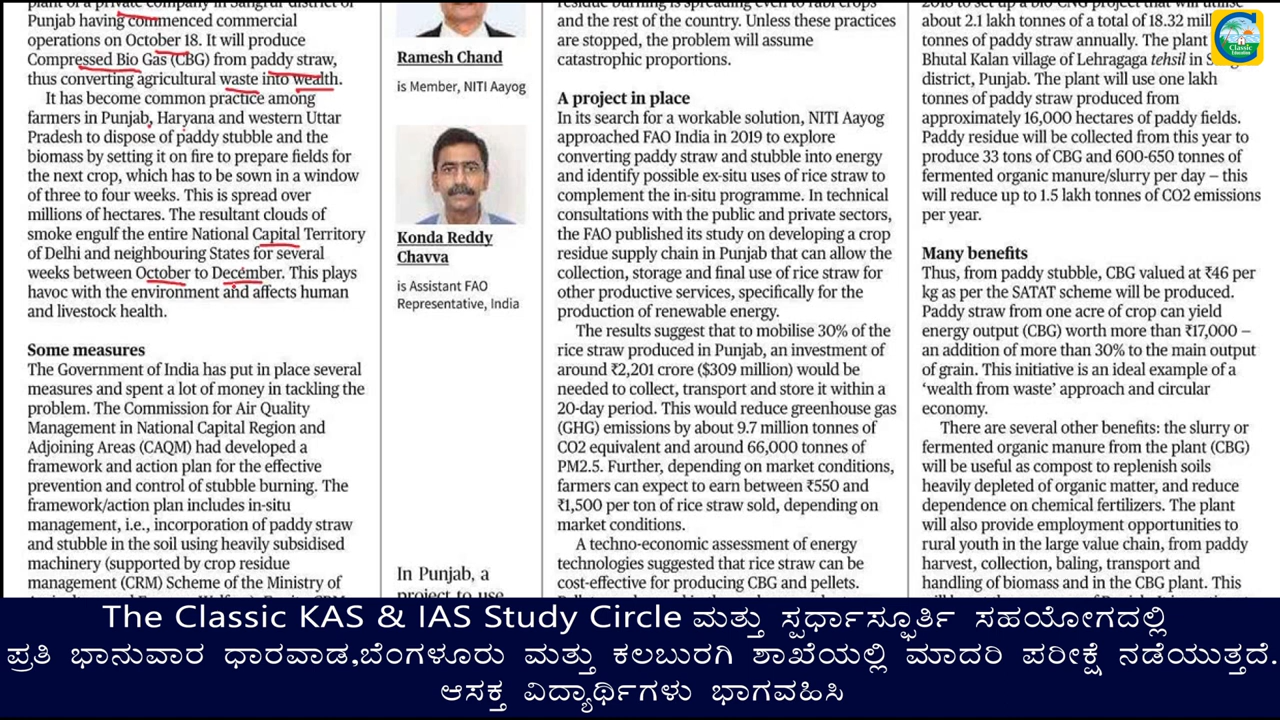 plant of a private company in Sangrur district of
Punjab having commenced commercial
operations on October 18. It will produce
Compressed Bio Gas (CBG) from paddy straw,
thus converting agricultural waste into wealth.
It has become common practice among
farmers in Punjab, Haryana and western Uttar
Pradesh to dispose of paddy stubble and the
biomass by setting it on fire to prepare fields for
the next crop, which has to be sown in a window
of three to four weeks. This is spread over
millions of hectares. The resultant clouds of
smoke engulf the entire National Capital Territory
of Delhi and neighbouring States for several
weeks between October to December. This plays
havoc with the environment and affects human
and livestock health.
Some measures
The Government of India has put in place several
measures and spent a lot of money in tackling the
problem. The Commission for Air Quality
Management in National Capital Region and
Adjoining Areas (CAQM) had developed a
framework and action plan for the effective
prevention and control of stubble burning. The
framework/action plan includes in-situ
management, i.e., incorporation of paddy straw
and stubble in the soil using heavily subsidised
machinery (supported by crop residue
management (CRM) Scheme of the Ministry of
Ramesh Chand
is Member, NITI Aayog
Konda Reddy
Chavva
is Assistant FAO
Representative, India
In Punjab, a
project to use
residue burning is spreading even to rabi crops
and the rest of the country. Unless these practices
are stopped, the problem will assume
catastrophic proportions.
A project in place
In its search for a workable solution, NITI Aayog
approached FAO India in 2019 to explore
converting paddy straw and stubble into energy
and identify possible ex-situ uses of rice straw to
complement the in-situ programme. In technical
consultations with the public and private sectors,
the FAO published its study on developing a crop
residue supply chain in Punjab that can allow the
collection, storage and final use of rice straw for
other productive services, specifically for the
production of renewable energy.
The results suggest that to mobilise 30% of the
rice straw produced in Punjab, an investment of
around ₹2,201 crore ($309 million) would be
needed to collect, transport and store it within a
20-day period. This would reduce greenhouse gas
(GHG) emissions by about 9.7 million tonnes of
CO2 equivalent and around 66,000 tonnes of
PM2.5. Further, depending on market conditions,
farmers can expect to earn between ₹550 and
₹1,500 per ton of rice straw sold, depending on
market conditions.
A techno-economic assessment of energy
technologies suggested that rice straw can be
cost-effective for producing CBG and pellets.
2018 to set up a bio-CNG project that will utilise
about 2.1 lakh tonnes of a total of 18.32
tonnes of paddy straw annually. The plant
Bhutal Kalan village of Lehragaga tehsil in
district, Punjab. The plant will use one lakh
tonnes of paddy straw produced from
approximately 16,000 hectares of paddy fields.
Paddy residue will be collected from this year to
produce 33 tons of CBG and 600-650 tonnes of
fermented organic manure/slurry per day – this
will reduce up to 1.5 lakh tonnes of CO2 emissions
per year.
Many benefits
Thus, from paddy stubble, CBG valued at ₹46 per
kg as per the SATAT scheme will be produced.
Paddy straw from one acre of crop can yield
energy output (CBG) worth more than ₹17,000 –
an addition of more than 30% to the main output
of grain. This initiative is an ideal example of a
‘wealth from waste’ approach and circular
economy.
There are several other benefits: the slurry or
fermented organic manure from the plant (CBG)
will be useful as compost to replenish soils
heavily depleted of organic matter, and reduce
dependence on chemical fertilizers. The plant
will also provide employment opportunities to
rural youth in the large value chain, from paddy
harvest, collection, baling, transport and
handling of biomass and in the CBG plant. This
Classic
Education
The Classic KAS & IAS Study Circle ಮತ್ತು ಸ್ಪರ್ಧಾಸ್ಫೂರ್ತಿ ಸಹಯೋಗದಲ್ಲಿ
ಪ್ರತಿ ಭಾನುವಾರ ಧಾರವಾಡ,ಬೆಂಗಳೂರು ಮತ್ತು ಕಲಬುರಗಿ ಶಾಖೆಯಲ್ಲಿ ಮಾದರಿ ಪರೀಕ್ಷೆ ನಡೆಯುತ್ತದೆ.
ಆಸಕ್ತ ವಿದ್ಯಾರ್ಥಿಗಳು ಭಾಗವಹಿಸಿ